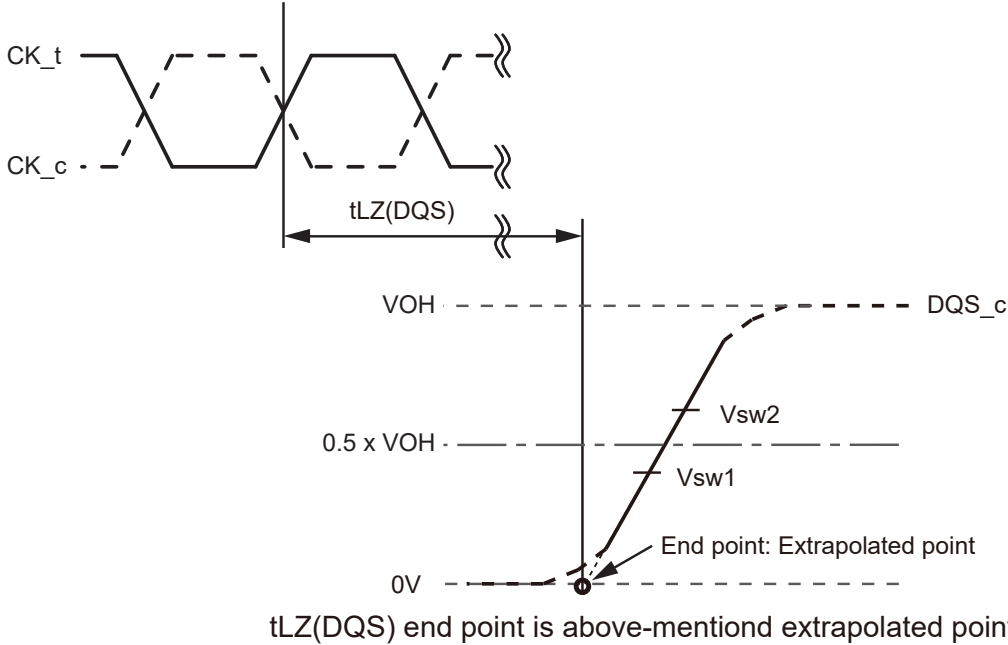 CK_t
CK_c
tLZ(DQS)
VOH
DQS_c
Vsw2
0.5 x VOH
Vsw1
End point: Extrapolated point
0V
tLZ(DQS) end point is above-mentiond extrapolated point